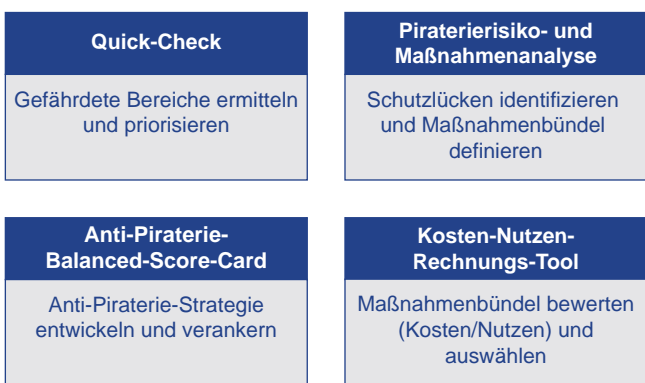 Quick-Check
Gefährdete Bereiche ermitteln
und priorisieren
Piraterierisiko- und
Maßnahmenanalyse
Schutzlücken identifizieren
und Maßnahmenbündel
definieren
Anti-Piraterie-
Balanced-Score-Card
Anti-Piraterie-Strategie
entwickeln und verankern
Kosten-Nutzen-
Rechnungs-Tool
Maßnahmenbündel bewerten
(Kosten/Nutzen) und
auswählen